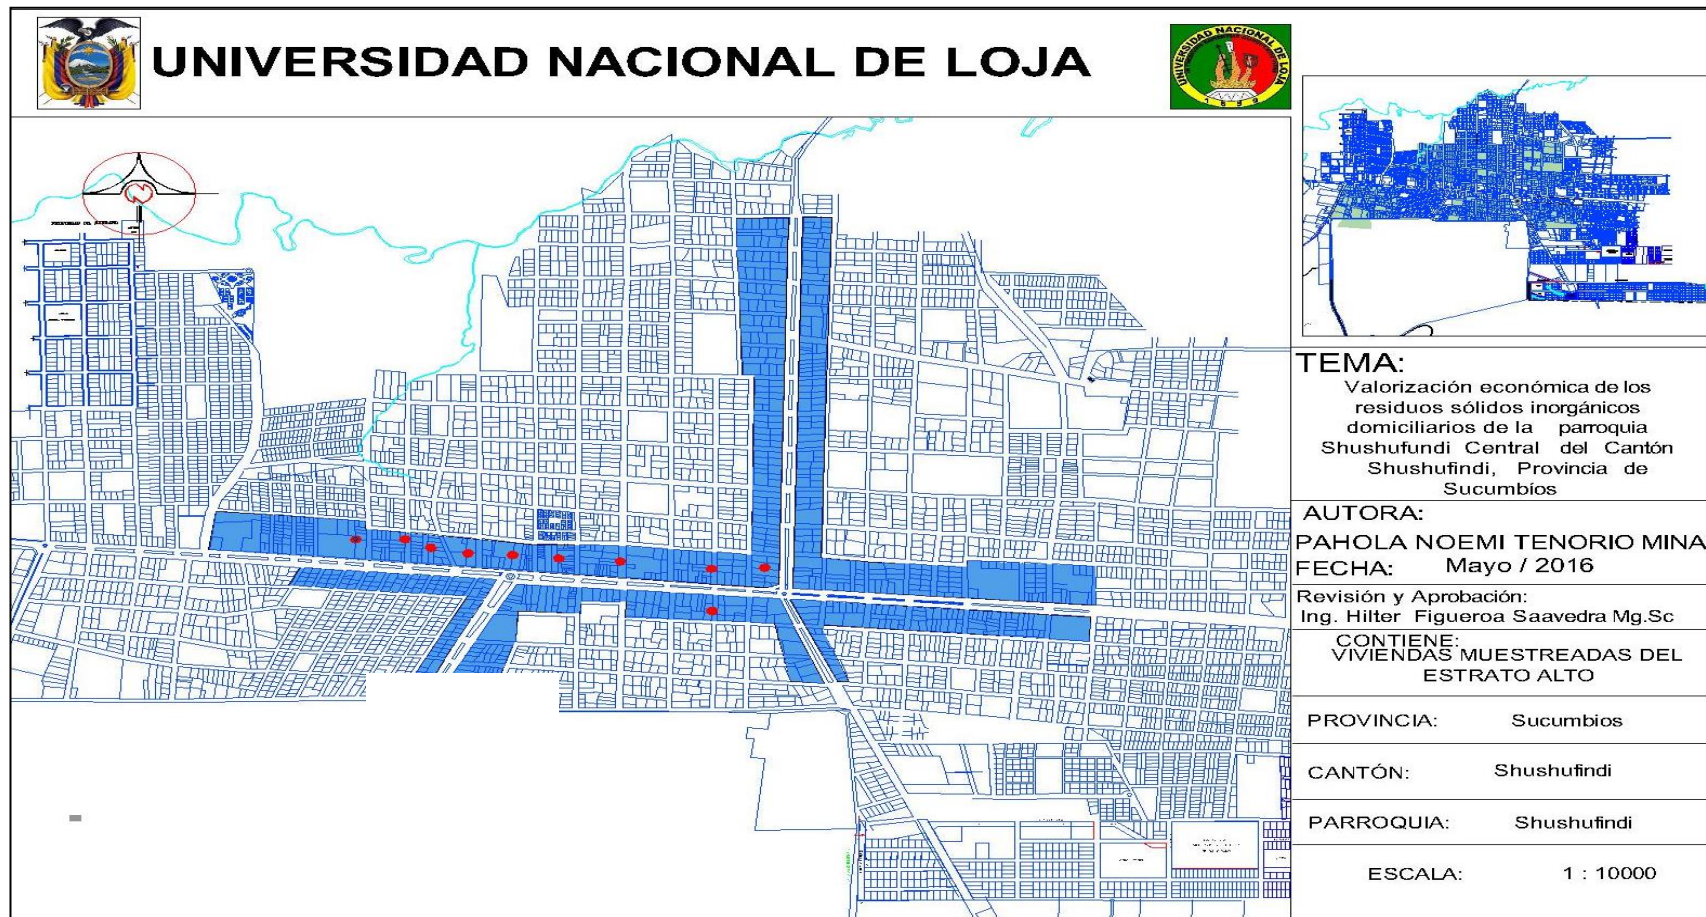 UNIVERSIDAD NACIONAL DE LOJA
UNIVERSIDAD NACIONAL DE LOJA
1859
TEMA:
Valorización económica de los
residuos sólidos inorgánicos
domiciliarios de la parroquia
Shushufundi Central del Cantón
Shushufindi, Provincia de
Sucumbíos
AUTORA:
PAHOLA NOEMI TENORIO MINA
FECHA: Mayo / 2016
Revisión y Aprobación:
Ing. Hilter Figueroa Saavedra Mg.Sc
CONTIENE:
VIVIENDAS MUESTREADAS DEL
ESTRATO ALTO
PROVINCIA: Sucumbios
CANTÓN: Shushufindi
PARROQUIA: Shushufindi
ESCALA: 1 : 10000